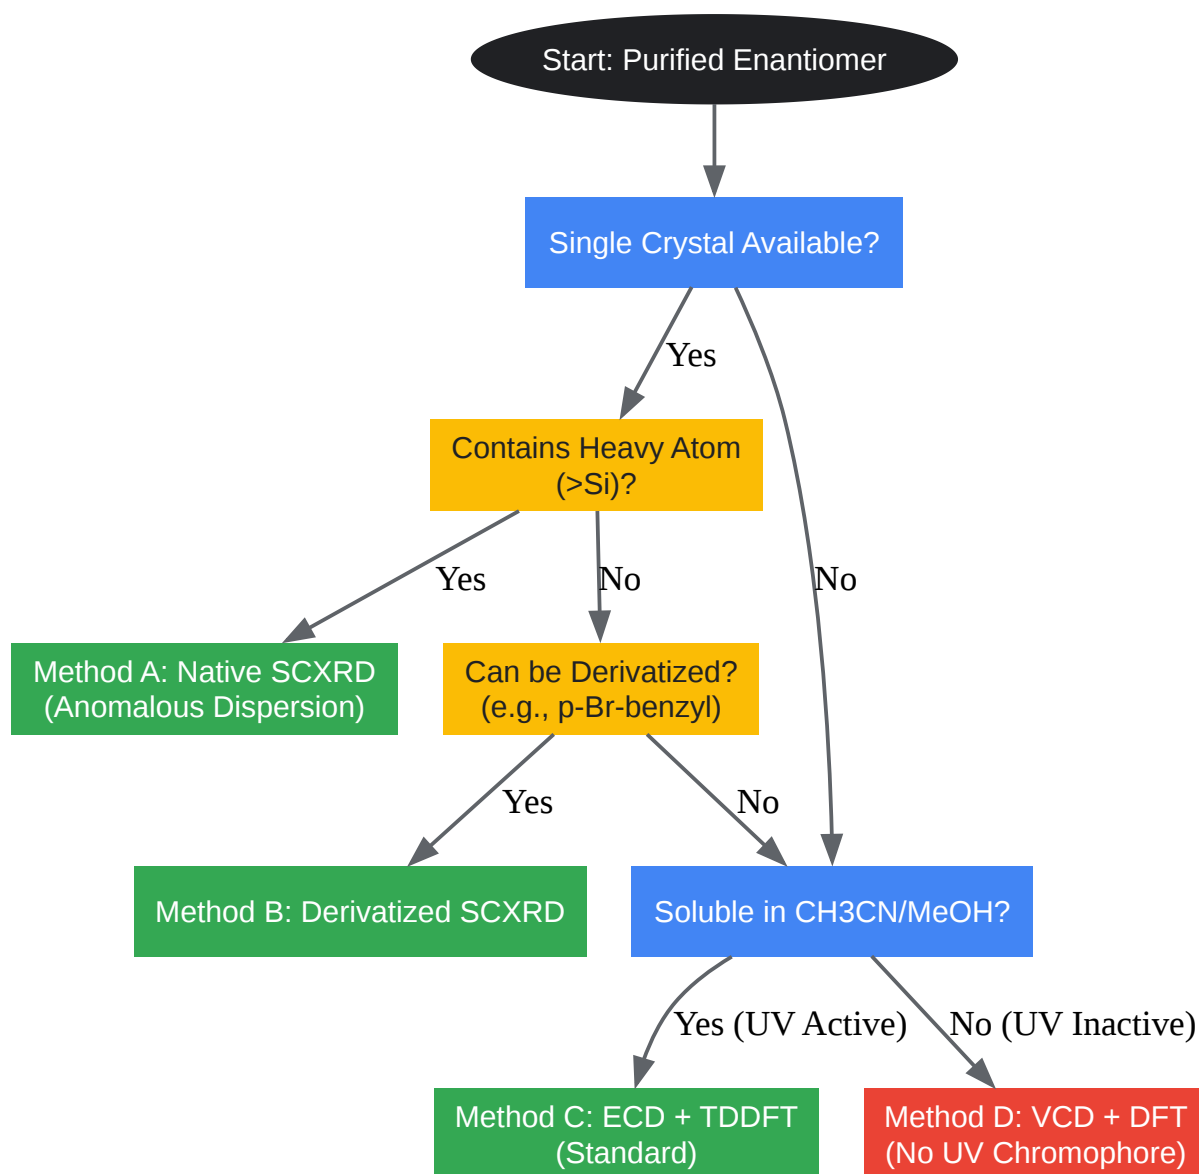 Start: Purified Enantiomer
Single Crystal Available?
Yes
Contains Heavy Atom
(>Si)?
Yes
No
No
Method A: Native SCXRD
(Anomalous Dispersion)
Can be Derivatized?
(e.g., p-Br-benzyl)
Yes
No
Method B: Derivatized SCXRD
Soluble in CH3CN/MeOH?
Yes (UV Active)
No (UV Inactive)
Method C: ECD + TDDFT
(Standard)
Method D: VCD + DFT
(No UV Chromophore)